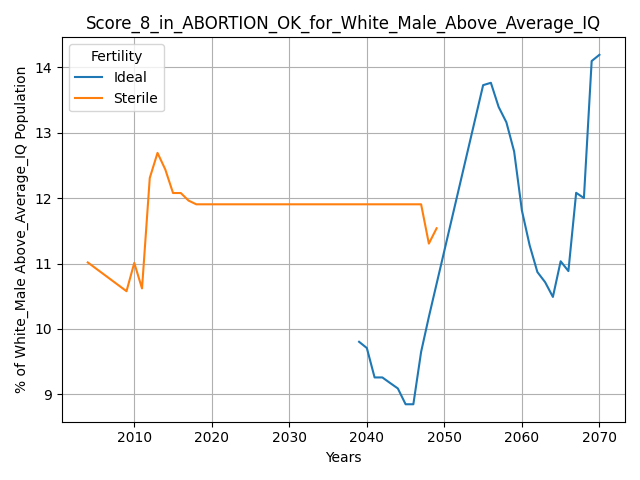 Score_8_in_ABORTION_OK_for_White_Male_Above_Average_IQ
Fertility
Ideal
Sterile
% of White_Male Above_Average_IQ Population
14
13
12
11
10
9
2010 2020 2030 2040 2050 2060 2070
Years